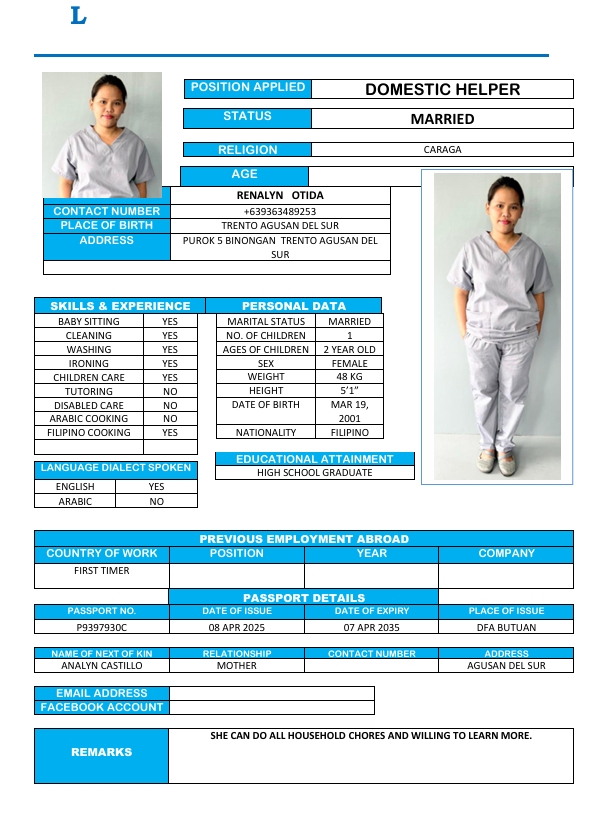 L
POSITION APPLIED DOMESTIC HELPER
STATUS MARRIED
RELIGION CARAGA
AGE
RENALYN OTIDA
CONTACT NUMBER +639363489253
PLACE OF BIRTH TRENTO AGUSAN DEL SUR
ADDRESS PUROK 5 BINONGAN TRENTO AGUSAN DEL
SUR
SKILLS & EXPERIENCE
BABY SITTING YES
CLEANING YES
WASHING YES
IRONING YES
CHILDREN CARE YES
TUTORING NO
DISABLED CARE NO
ARABIC COOKING NO
FILIPINO COOKING YES
LANGUAGE DIALECT SPOKEN
ENGLISH YES
ARABIC NO
PERSONAL DATA
MARITAL STATUS MARRIED
NO. OF CHILDREN 1
AGES OF CHILDREN 2 YEAR OLD
SEX FEMALE
WEIGHT 48 KG
HEIGHT 5'1”
DATE OF BIRTH MAR 19,
2001
NATIONALITY FILIPINO
EDUCATIONAL ATTAINMENT
HIGH SCHOOL GRADUATE
PREVIOUS EMPLOYMENT ABROAD
COUNTRY OF WORK POSITION YEAR COMPANY
FIRST TIMER
PASSPORT DETAILS
PASSPORT NO. DATE OF ISSUE DATE OF EXPIRY PLACE OF ISSUE
P9397930C 08 APR 2025 07 APR 2035 DFA BUTUAN
NAME OF NEXT OF KIN RELATIONSHIP CONTACT NUMBER ADDRESS
ANALYN CASTILLO MOTHER AGUSAN DEL SUR
EMAIL ADDRESS
FACEBOOK ACCOUNT
REMARKS SHE CAN DO ALL HOUSEHOLD CHORES AND WILLING TO LEARN MORE.